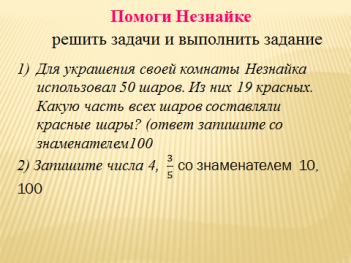 Помоги Незнайке
решить задачи и выполнить задание
1) Для украшения своей комнаты Незнайка
использовал 50 шаров. Из них 19 красных.
Какую часть всех шаров составляли
красные шары? (ответ запишите со
знаменателем100
2) Запишите числа 4, 3/5 со знаменателем 10,
100